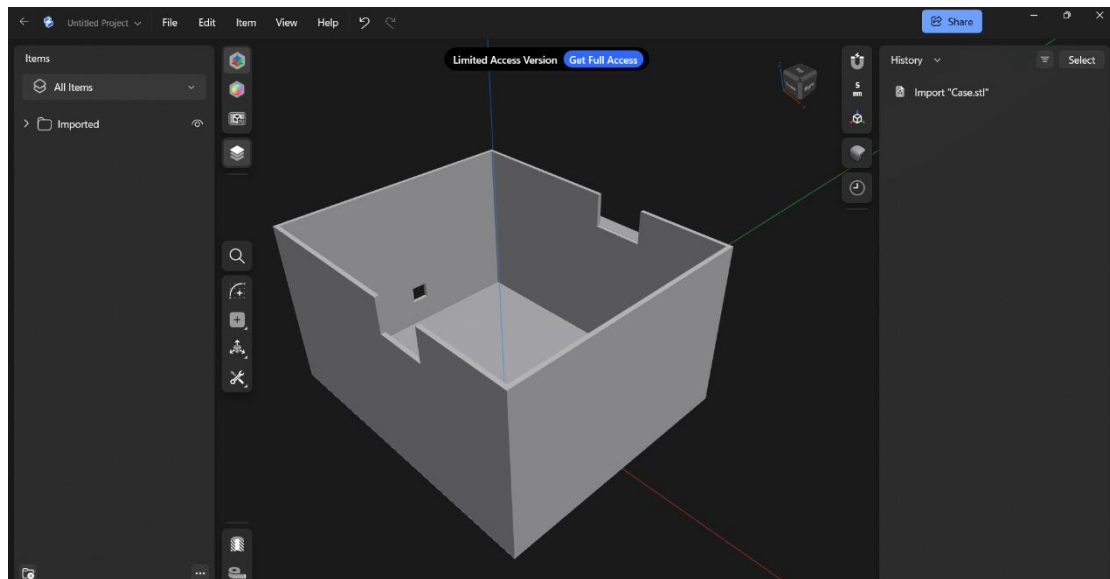 Untitled Project File Edit Item View Help Share
Items
All Items
Imported
Limited Access Version Get Full Access
5
mm
History Select
Import "Case.stl"